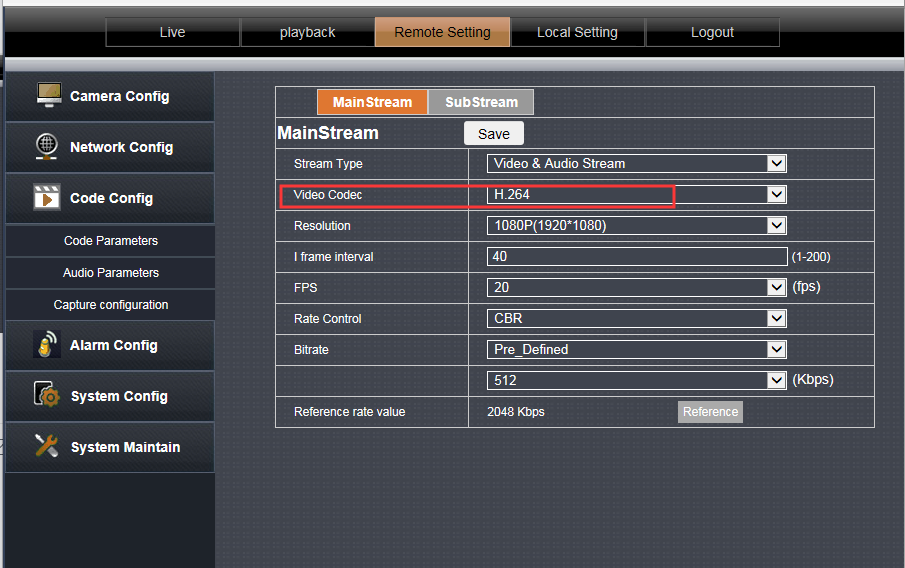 Live playback Remote Setting Local Setting Logout
Camera Config
Network Config
Code Config
Code Parameters
Audio Parameters
Capture configuration
Alarm Config
System Config
System Maintain
MainStream SubStream
MainStream Save
Stream Type Video & Audio Stream
Video Codec H.264
Resolution 1080P(1920*1080)
I frame interval 40 (1-200)
FPS 20 (fps)
Rate Control CBR
Bitrate Pre_Defined
512 (Kbps)
Reference rate value 2048 Kbps Reference